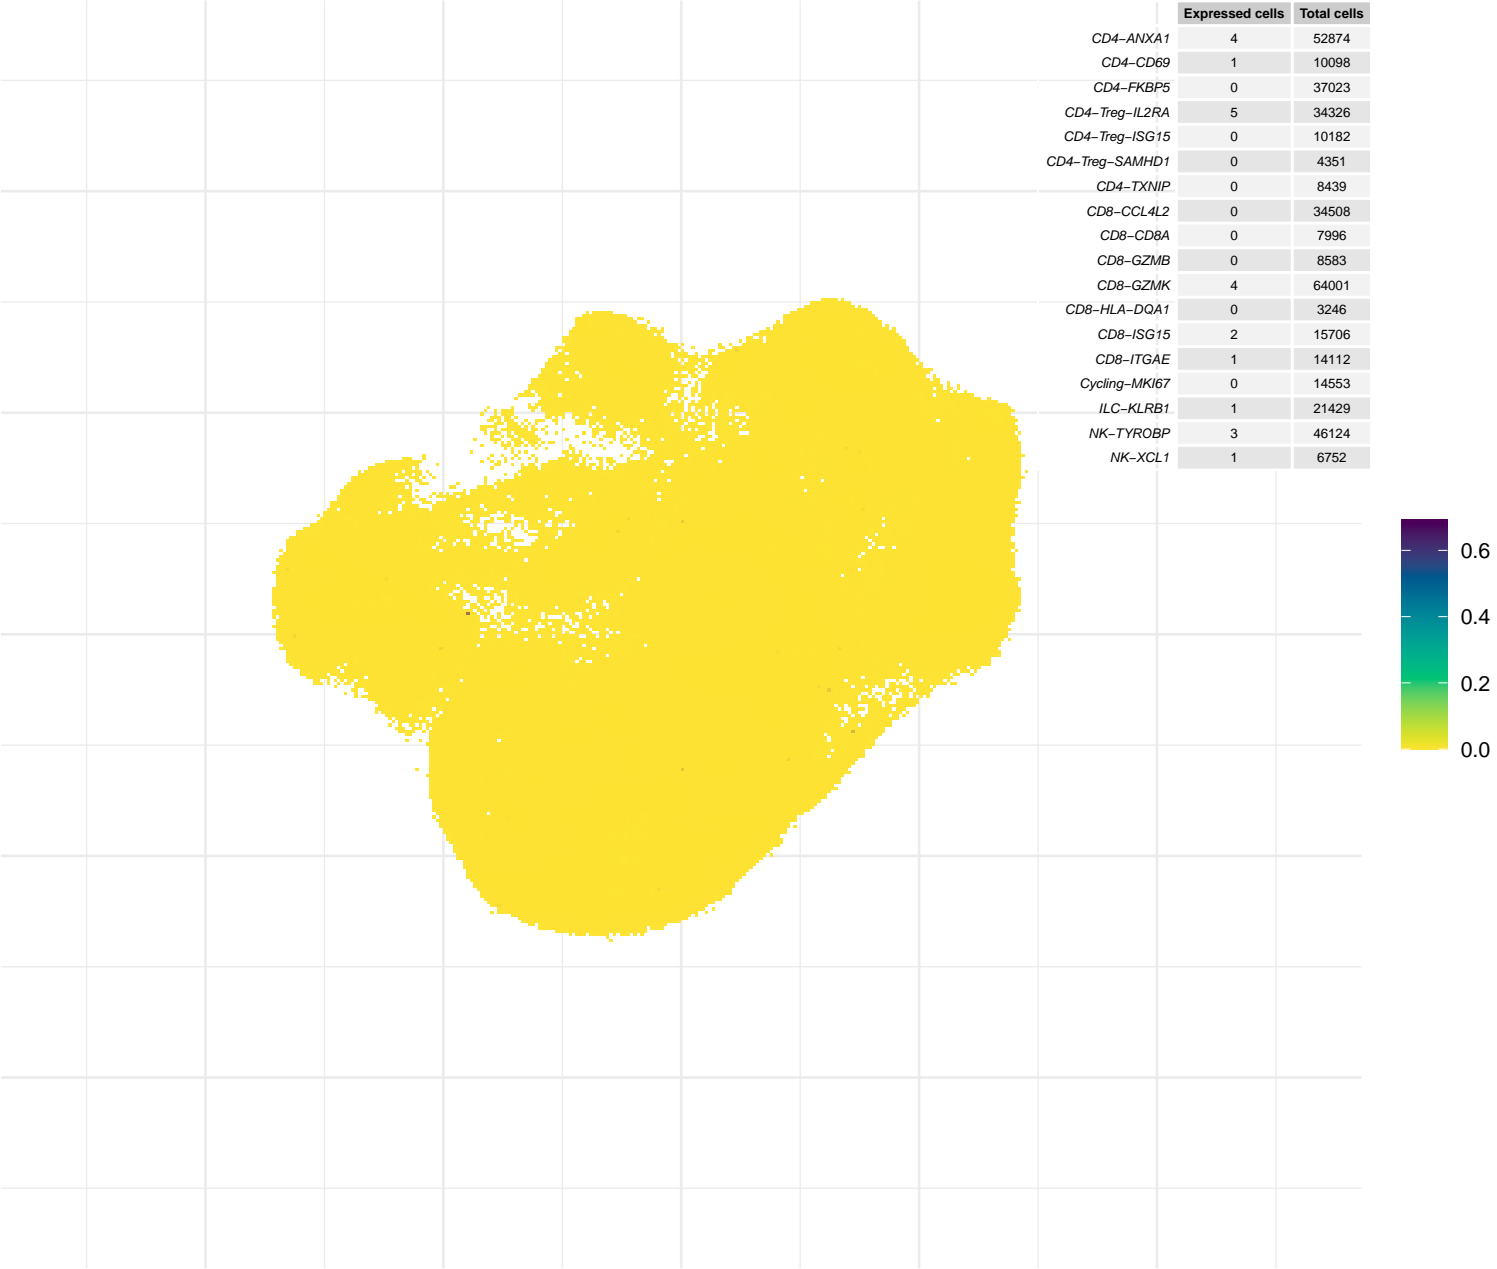 Expressed cells Total cells
CD4−ANXA1 4 52874
CD4−CD69 1 10098
CD4−FKBP5 0 37023
CD4−Treg−IL2RA 5 34326
CD4−Treg−ISG15 0 10182
CD4−Treg−SAMHD1 0 4351
CD4−TXNIP 0 8439
CD8−CCL4L2 0 34508
CD8−CD8A 0 7996
CD8−GZMB 0 8583
CD8−GZMK 4 64001
CD8−HLA−DQA1 0 3246
CD8−ISG15 2 15706
CD8−ITGAE 1 14112
Cycling−MKI67 0 14553
ILC−KLRB1 1 21429
NK−TYROBP 3 46124
NK−XCL1 1 6752
0.6
0.4
0.2
0.0